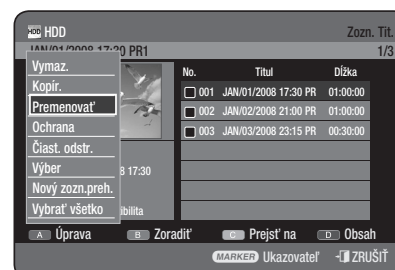 HDD HDD Zozn. Tit.
JAN/01/2008 17:30 PR1 1/3
Vymaz.
Kopír.
Premenovať
Ochrana
Čiast. odstr.
Výber
Nový zozn.preh.
Vybrať všetko
No. Titul Dĺžka
001 JAN/01/2008 17:30 PR 01:00:00
002 JAN/02/2008 21:00 PR 01:00:00
003 JAN/03/2008 23:15 PR 00:30:00
8 17:30
ibilita
A Úprava B Zoradiť C Prejsť na D Obsah
MARKER Ukazovateľ ZRUŠIŤ